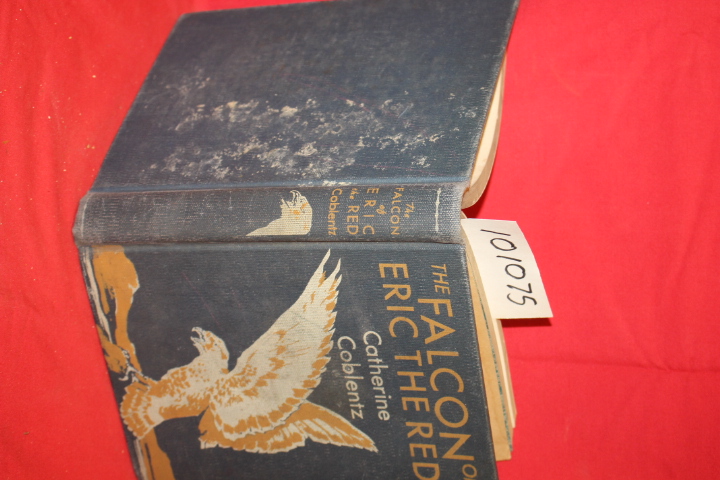 THE FALCON OF
ERIC THE RED
Catherine
Coblentz
The
FALCON
of
ERIC
the
RED
Coblentz
101075